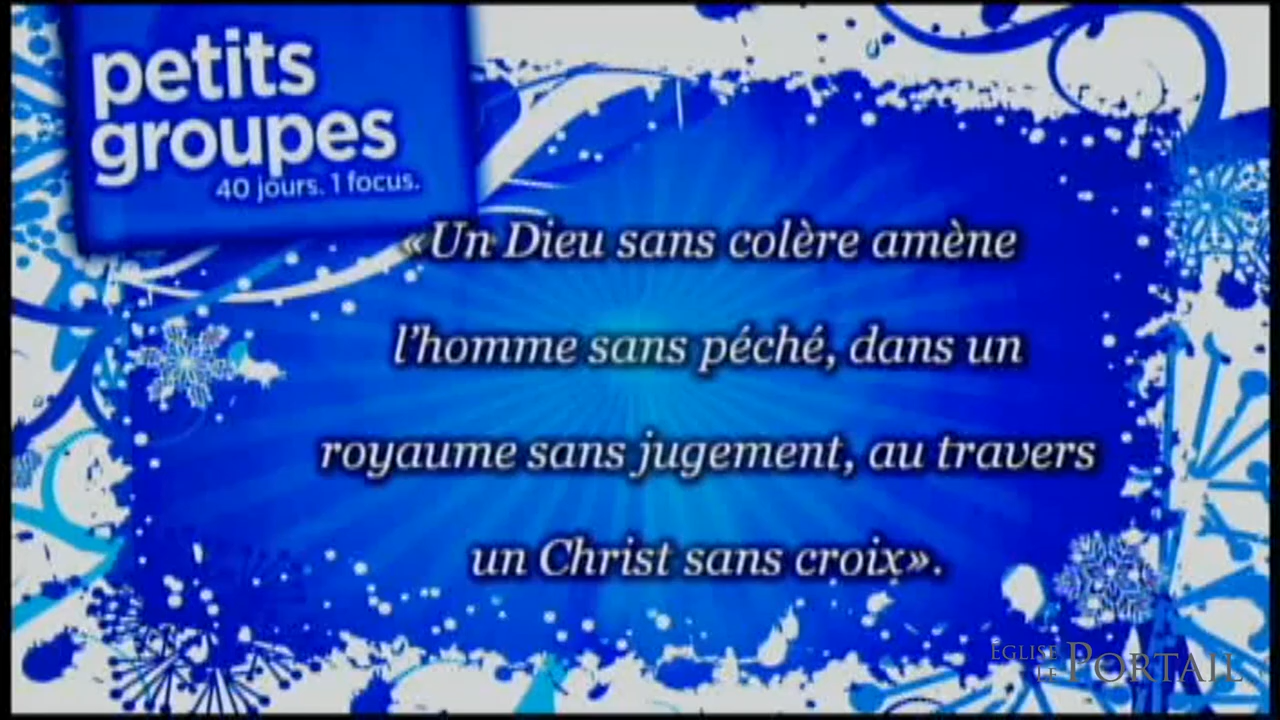 petits
groupes
40 jours. 1 focus.
«Un Dieu sans colère amène
l’homme sans péché, dans un
royaume sans jugement, au travers
un Christ sans croix».
ÉGLISE
LE PORTAIL